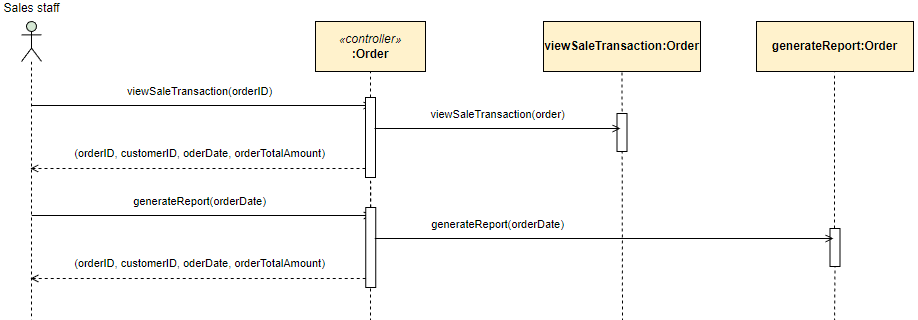 Sales staff
«controller»
:Order
viewSaleTransaction:Order
generateReport:Order
viewSaleTransaction(orderID)
viewSaleTransaction(order)
(orderID, customerID, oderDate, orderTotalAmount)
generateReport(orderDate)
generateReport(orderDate)
(orderID, customerID, oderDate, orderTotalAmount)